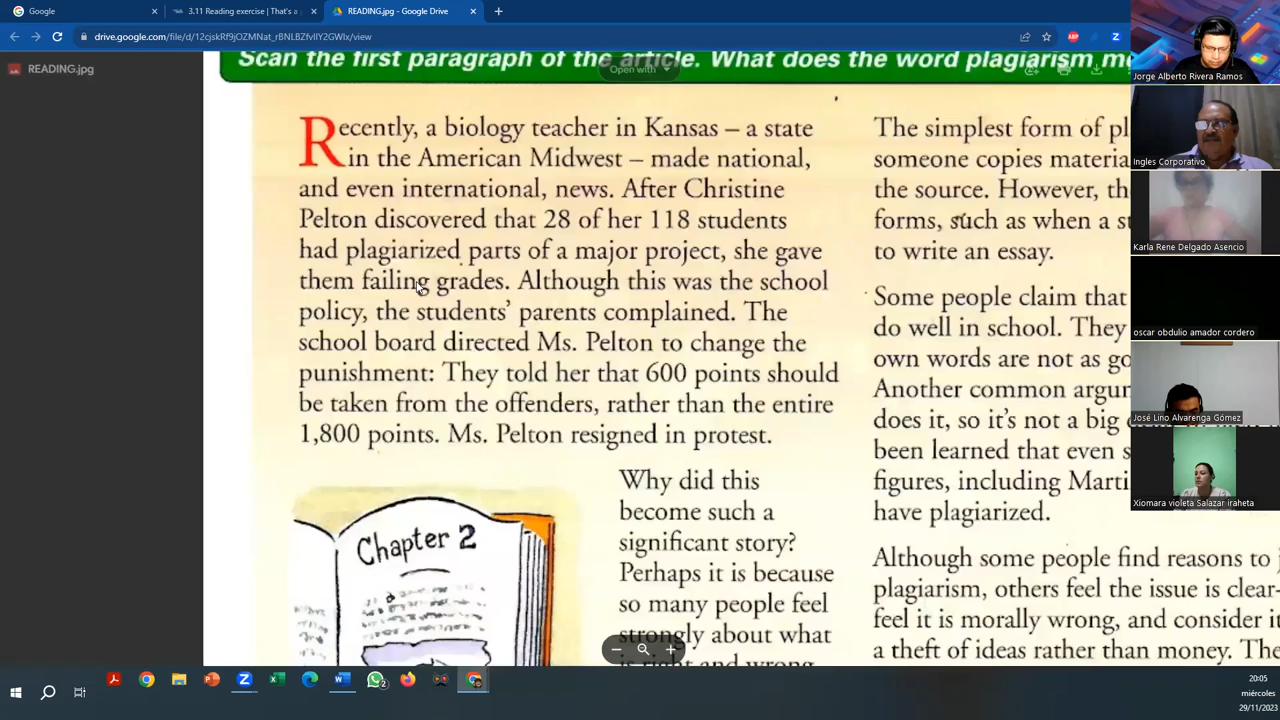 Google
3.11 Reading exercise | That's a
READING.jpg - Google Drive
drive.google.com/file/d/12cjskRf9jOZMNat_rBNLBZfvllY2GWlx/view
READING.jpg
Open with
Scan the first paragraph of the article. What does the word plagiarism me
Recently, a biology teacher in Kansas – a state
in the American Midwest – made national,
and even international, news. After Christine
Pelton discovered that 28 of her 118 students
had plagiarized parts of a major project, she gave
them failing grades. Although this was the school
policy, the students' parents complained. The
school board directed Ms. Pelton to change the
punishment: They told her that 600 points should
be taken from the offenders, rather than the entire
1,800 points. Ms. Pelton resigned in protest.
Why did this
become such a
significant story?
Perhaps it is because
so many people feel
strongly about what
is right and wrong
Chapter 2
The simplest form of pl
someone copies materia
the source. However, th
forms, such as when a st
to write an essay.
Some people claim that
do well in school. They
own words are not as go
Another common argum
does it, so it's not a big
been learned that even s
figures, including Marti
have plagiarized.
Although some people find reasons to j
plagiarism, others feel the issue is clear-
feel it is morally wrong, and consider it
a theft of ideas rather than money. The
Jorge Alberto Rivera Ramos
Ingles Corporativo
Karla Rene Delgado Asencio
oscar obdulio amador cordero
José Lino Alvarenga Gómez
Xiomara violeta Salazar iraheta
20:05
miércoles
29/11/2023